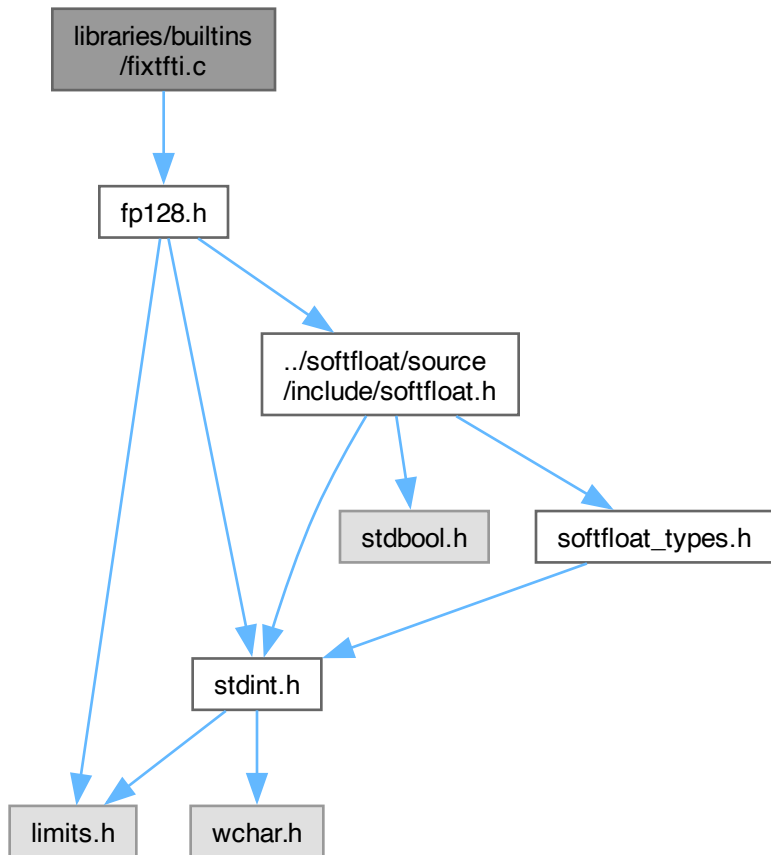 libraries/builtins
/fixtfti.c
fp128.h
../softfloat/source
/include/softfloat.h
stdbool.h
softfloat_types.h
stdint.h
limits.h
wchar.h